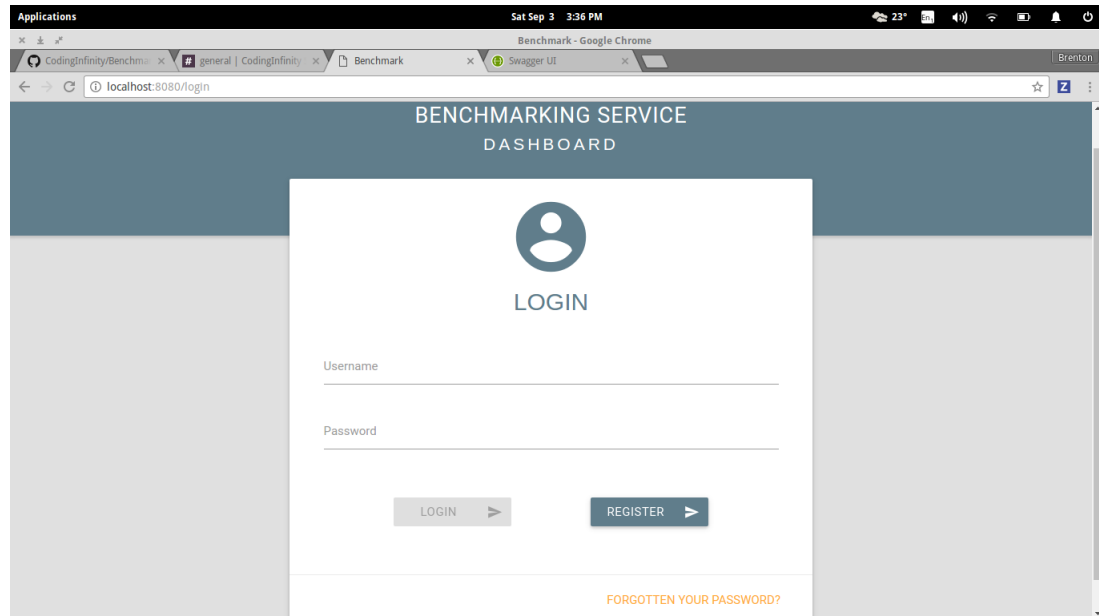 Applications Sat Sep 3 3:36 PM 23° En1
Benchmark - Google Chrome
CodingInfinity/Benchma general | CodingInfinity Benchmark Swagger UI Brenton
localhost:8080/login Z
BENCHMARKING SERVICE
DASHBOARD
LOGIN
Username
Password
LOGIN REGISTER
FORGOTTEN YOUR PASSWORD?